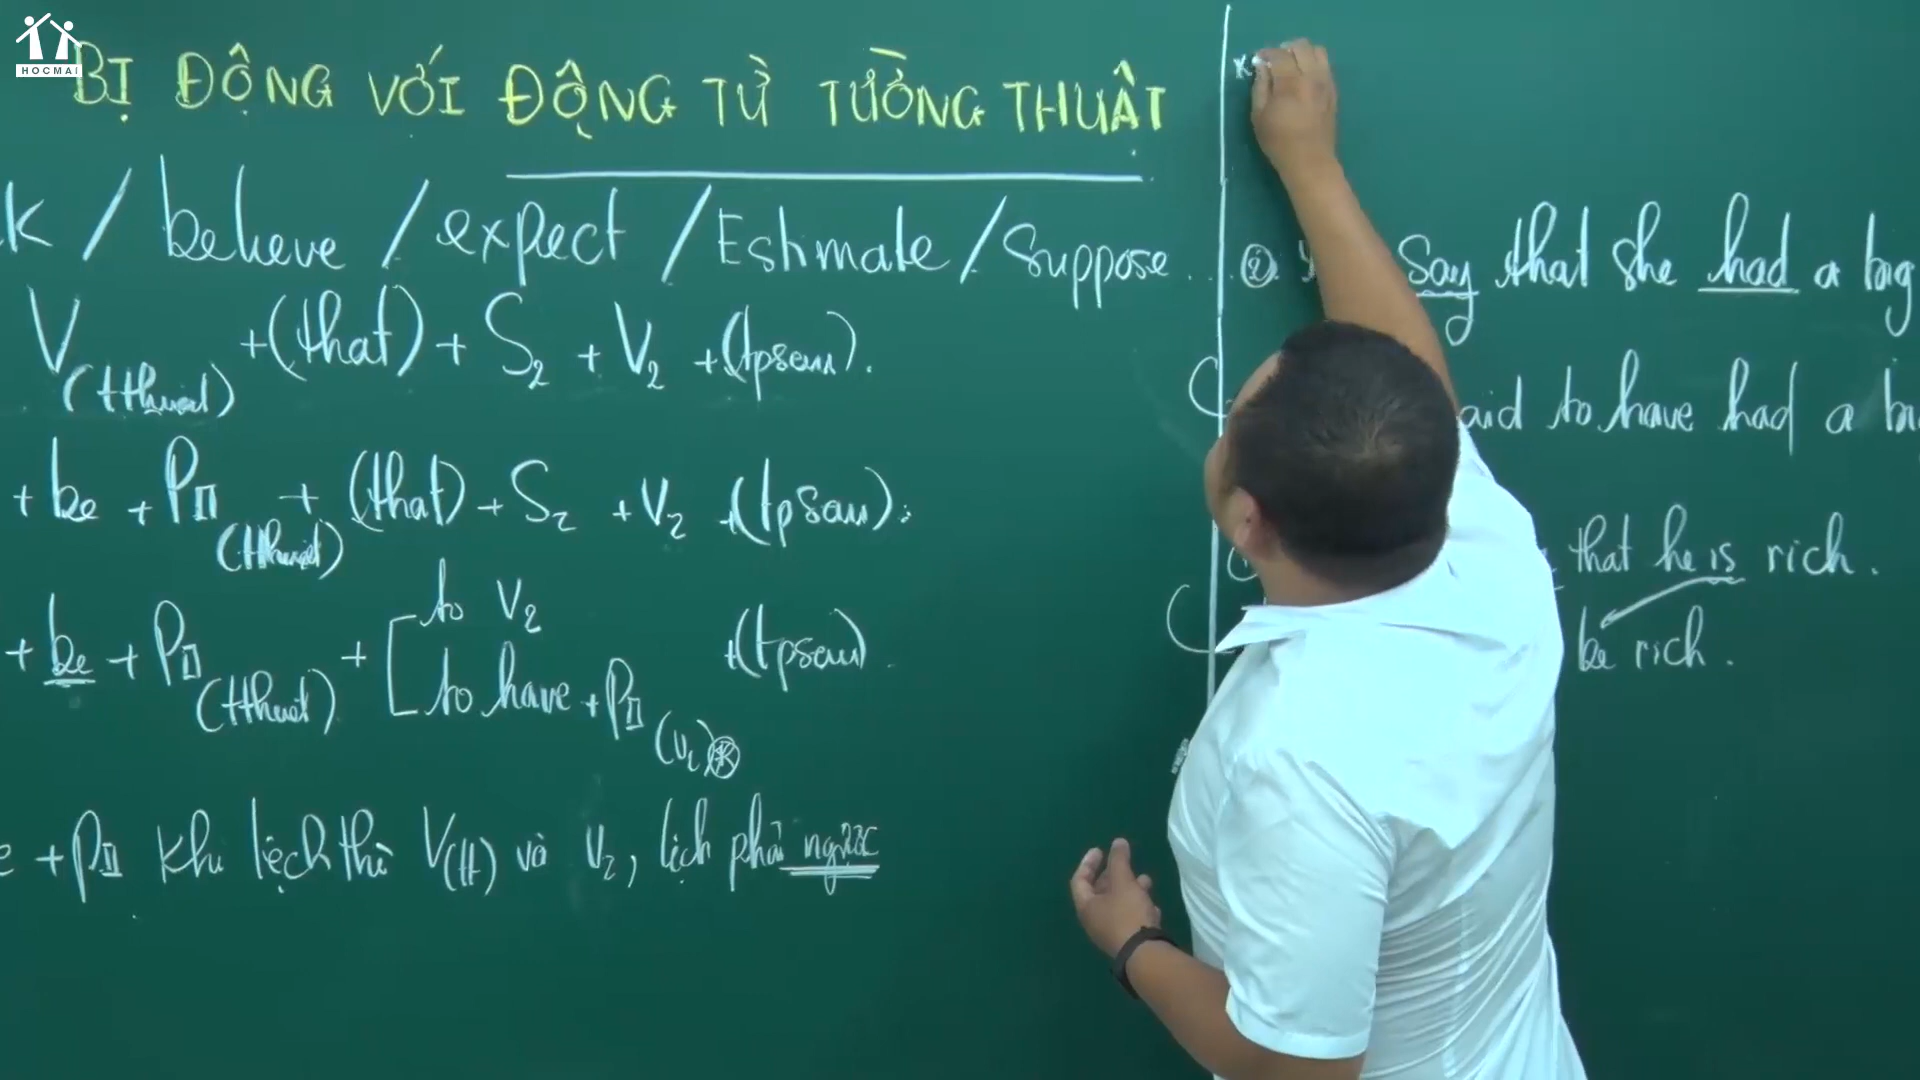 HOCMAI
BỊ ĐỘNG VỚI ĐỘNG TỪ TƯỜNG THUẬT
k / believe / expect / Estimate / Suppose ...
V(tthuật) + (that) + S2 + V2 + (tpsau).
+ be + PII (tthuật) + (that) + S2 + V2 + (tpsau).
+ be + PII (tthuật) + [ to V2
to have + PII (V2) + (tpsau).
e + PII khi lệch thì V(tt) và V2, lịch phải ngược
② say that she had a big
aid to have had a b
that he is rich.
be rich.